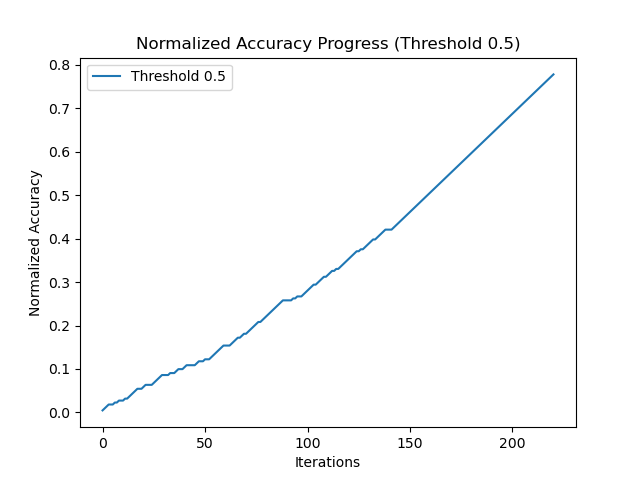 Normalized Accuracy Progress (Threshold 0.5)
Threshold 0.5
Normalized Accuracy
0.8
0.7
0.6
0.5
0.4
0.3
0.2
0.1
0.0
0 50 100 150 200
Iterations